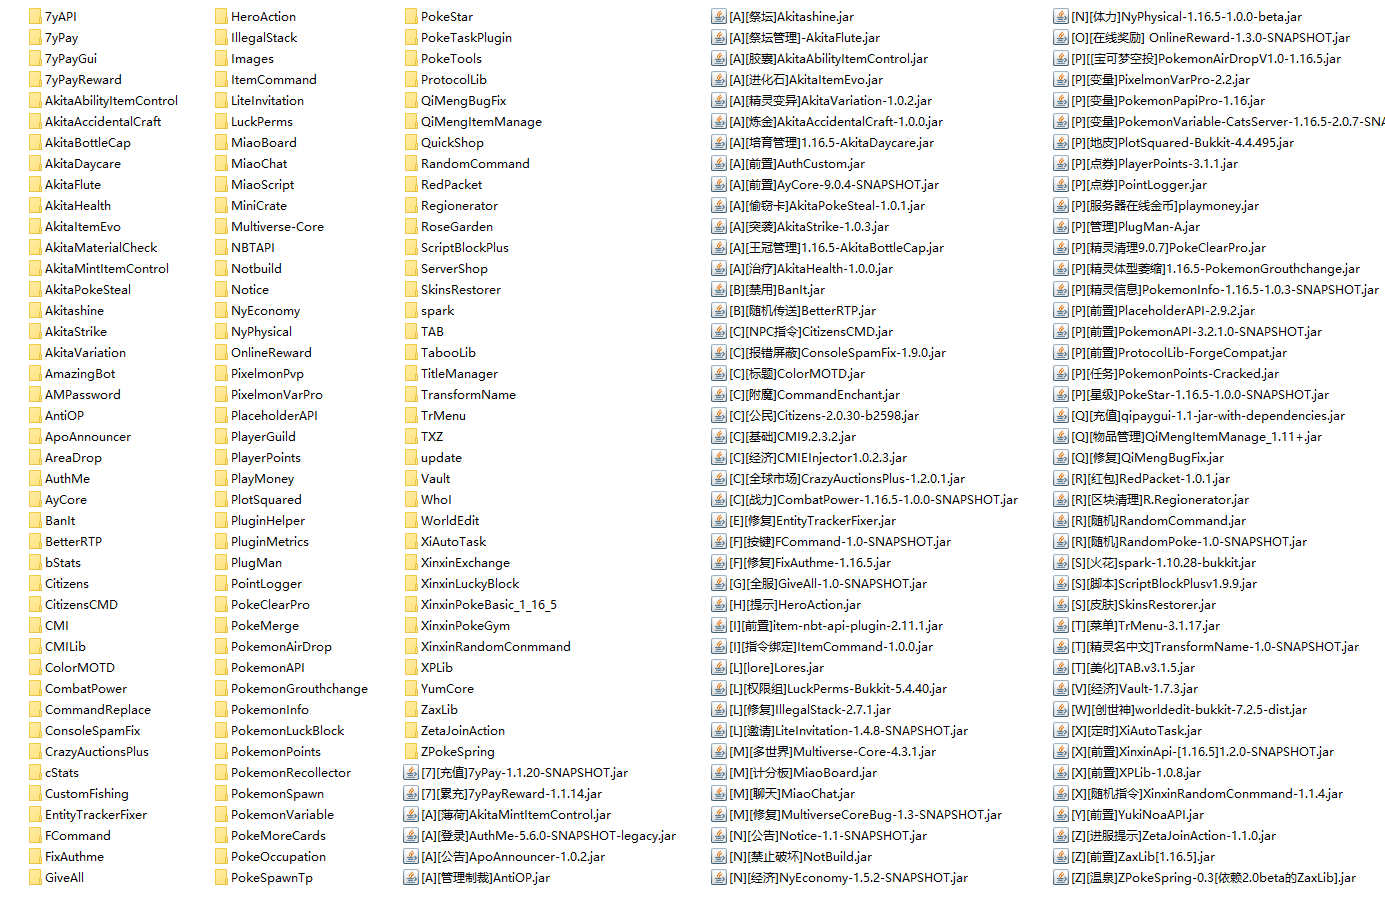 7yAPI
7yPay
7yPayGui
7yPayReward
AkitaAbilityItemControl
AkitaAccidentalCraft
AkitaBottleCap
AkitaDaycare
AkitaFlute
AkitaHealth
AkitaItemEvo
AkitaMaterialCheck
AkitaMintItemControl
AkitaPokeSteal
Akitashine
AkitaStrike
AkitaVariation
AmazingBot
AMPassword
AntiOP
ApoAnnouncer
AreaDrop
AuthMe
AyCore
BanIt
BetterRTP
bStats
Citizens
CitizensCMD
CMI
CMILib
ColorMOTD
CombatPower
CommandReplace
ConsoleSpamFix
CrazyAuctionsPlus
cStats
CustomFishing
EntityTrackerFixer
FCommand
FixAuthme
GiveAll
HeroAction
IllegalStack
Images
ItemCommand
LiteInvitation
LuckPerms
MiaoBoard
MiaoChat
MiaoScript
MiniCrate
Multiverse-Core
NBTAPI
Notbuild
Notice
NyEconomy
NyPhysical
OnlineReward
PixelmonPvp
PixelmonVarPro
PlaceholderAPI
PlayerGuild
PlayerPoints
PlayMoney
PlotSquared
PluginHelper
PluginMetrics
PlugMan
PointLogger
PokeClearPro
PokeMerge
PokemonAirDrop
PokemonAPI
PokemonGrouthchange
PokemonInfo
PokemonLuckBlock
PokemonPoints
PokemonRecollector
PokemonSpawn
PokemonVariable
PokeMoreCards
PokeOccupation
PokeSpawnTp
PokeStar
PokeTaskPlugin
PokeTools
ProtocolLib
QiMengBugFix
QiMengItemManage
QuickShop
RandomCommand
RedPacket
Regionerator
RoseGarden
ScriptBlockPlus
ServerShop
SkinsRestorer
spark
TAB
TabooLib
TitleManager
TransformName
TrMenu
TXZ
update
Vault
WhoI
WorldEdit
XiAutoTask
XinxinExchange
XinxinLuckyBlock
XinxinPokeBasic_1_16_5
XinxinPokeGym
XinxinRandomConmmand
XPLib
YumCore
ZaxLib
ZetaJoinAction
ZPokeSpring
[7][充值]7yPay-1.1.20-SNAPSHOT.jar
[7][累充]7yPayReward-1.1.14.jar
[A][薄荷]AkitaMintItemControl.jar
[A][登录]AuthMe-5.6.0-SNAPSHOT-legacy.jar
[A][公告]ApoAnnouncer-1.0.2.jar
[A][管理制裁]AntiOP.jar
[A][祭坛]Akitashine.jar
[A][祭坛管理]-AkitaFlute.jar
[A][胶囊]AkitaAbilityItemControl.jar
[A][进化石]AkitaItemEvo.jar
[A][精灵变异]AkitaVariation-1.0.2.jar
[A][炼金]AkitaAccidentalCraft-1.0.0.jar
[A][培育管理]1.16.5-AkitaDaycare.jar
[A][前置]AuthCustom.jar
[A][前置]AyCore-9.0.4-SNAPSHOT.jar
[A][偷窃卡]AkitaPokeSteal-1.0.1.jar
[A][突袭]AkitaStrike-1.0.3.jar
[A][王冠管理]1.16.5-AkitaBottleCap.jar
[A][治疗]AkitaHealth-1.0.0.jar
[B][禁用]BanIt.jar
[B][随机传送]BetterRTP.jar
[C][NPC指令]CitizensCMD.jar
[C][报错屏蔽]ConsoleSpamFix-1.9.0.jar
[C][标题]ColorMOTD.jar
[C][附魔]CommandEnchant.jar
[C][公民]Citizens-2.0.30-b2598.jar
[C][基础]CMI9.2.3.2.jar
[C][经济]CMIEInjector1.0.2.3.jar
[C][全球市场]CrazyAuctionsPlus-1.2.0.1.jar
[C][战力]CombatPower-1.16.5-1.0.0-SNAPSHOT.jar
[E][修复]EntityTrackerFixer.jar
[F][按键]FCommand-1.0-SNAPSHOT.jar
[F][修复]FixAuthme-1.16.5.jar
[G][全服]GiveAll-1.0-SNAPSHOT.jar
[H][提示]HeroAction.jar
[I][前置]item-nbt-api-plugin-2.11.1.jar
[I][指令绑定]ItemCommand-1.0.0.jar
[L][lore]Lores.jar
[L][权限组]LuckPerms-Bukkit-5.4.40.jar
[L][修复]IllegalStack-2.7.1.jar
[L][邀请]LiteInvitation-1.4.8-SNAPSHOT.jar
[M][多世界]Multiverse-Core-4.3.1.jar
[M][计分板]MiaoBoard.jar
[M][聊天]MiaoChat.jar
[M][修复]MultiverseCoreBug-1.3-SNAPSHOT.jar
[N][公告]Notice-1.1-SNAPSHOT.jar
[N][禁止破坏]NotBuild.jar
[N][经济]NyEconomy-1.5.2-SNAPSHOT.jar
[N][体力]NyPhysical-1.16.5-1.0.0-beta.jar
[O][在线奖励] OnlineReward-1.3.0-SNAPSHOT.jar
[P][[宝可梦空投]PokemonAirDropV1.0-1.16.5.jar
[P][变量]PixelmonVarPro-2.2.jar
[P][变量]PokemonPapiPro-1.16.jar
[P][变量]PokemonVariable-CatsServer-1.16.5-2.0.7-SNA
[P][地皮]PlotSquared-Bukkit-4.4.495.jar
[P][点券]PlayerPoints-3.1.1.jar
[P][点券]PointLogger.jar
[P][服务器在线金币]playmoney.jar
[P][管理]PlugMan-A.jar
[P][精灵清理9.0.7]PokeClearPro.jar
[P][精灵体型萎缩]1.16.5-PokemonGrouthchange.jar
[P][精灵信息]PokemonInfo-1.16.5-1.0.3-SNAPSHOT.jar
[P][前置]PlaceholderAPI-2.9.2.jar
[P][前置]PokemonAPI-3.2.1.0-SNAPSHOT.jar
[P][前置]ProtocolLib-ForgeCompat.jar
[P][任务]PokemonPoints-Cracked.jar
[P][星级]PokeStar-1.16.5-1.0.0-SNAPSHOT.jar
[Q][充值]qipaygui-1.1-jar-with-dependencies.jar
[Q][物品管理]QiMengItemManage_1.11+.jar
[Q][修复]QiMengBugFix.jar
[R][红包]RedPacket-1.0.1.jar
[R][区块清理]R.Regionerator.jar
[R][随机]RandomCommand.jar
[R][随机]RandomPoke-1.0-SNAPSHOT.jar
[S][火花]spark-1.10.28-bukkit.jar
[S][脚本]ScriptBlockPlusv1.9.9.jar
[S][皮肤]SkinsRestorer.jar
[T][菜单]TrMenu-3.1.17.jar
[T][精灵名中文]TransformName-1.0-SNAPSHOT.jar
[T][美化]TAB.v3.1.5.jar
[V][经济]Vault-1.7.3.jar
[W][创世神]worldedit-bukkit-7.2.5-dist.jar
[X][定时]XiAutoTask.jar
[X][前置]XinxinApi-[1.16.5]1.2.0-SNAPSHOT.jar
[X][前置]XPLib-1.0.8.jar
[X][随机指令]XinxinRandomConmmand-1.1.4.jar
[Y][前置]YukiNoaAPI.jar
[Z][进服提示]ZetaJoinAction-1.1.0.jar
[Z][前置]ZaxLib[1.16.5].jar
[Z][温泉]ZPokeSpring-0.3[依赖2.0beta的ZaxLib].jar